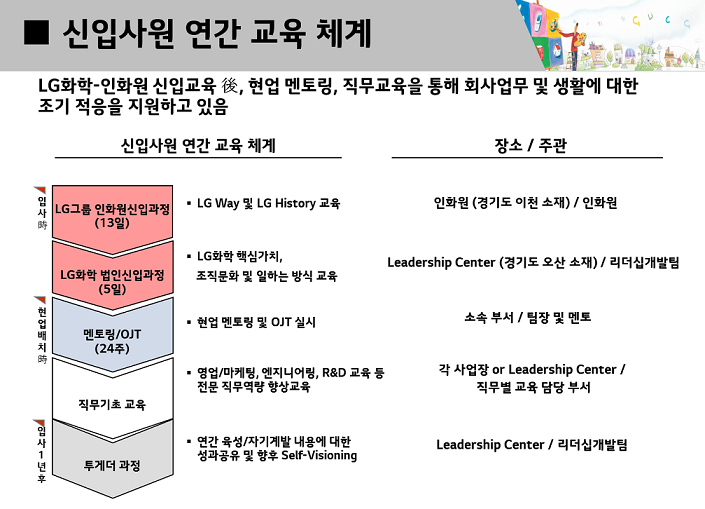 ■ 신입사원 연간 교육 체계
LG화학-인화원 신입교육 後, 현업 멘토링, 직무교육을 통해 회사업무 및 생활에 대한
조기 적응을 지원하고 있음
신입사원 연간 교육 체계
장소 / 주관
입사時
LG그룹 인화원신입과정
(13일)
▪ LG Way 및 LG History 교육
인화원 (경기도 이천 소재) / 인화원
LG화학 법인신입과정
(5일)
▪ LG화학 핵심가치,
조직문화 및 일하는 방식 교육
Leadership Center (경기도 오산 소재) / 리더십개발팀
현업배치時
멘토링/OJT
(24주)
▪ 현업 멘토링 및 OJT 실시
소속 부서 / 팀장 및 멘토
직무기초 교육
▪ 영업/마케팅, 엔지니어링, R&D 교육 등
전문 직무역량 향상교육
각 사업장 or Leadership Center /
직무별 교육 담당 부서
입사1년후
투게더 과정
▪ 연간 육성/자기계발 내용에 대한
성과공유 및 향후 Self-Visioning
Leadership Center / 리더십개발팀